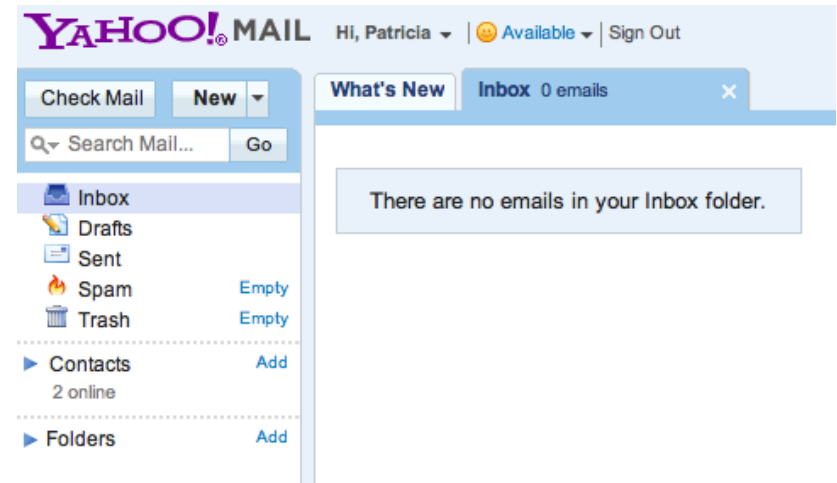 YAHOO!® MAIL Hi, Patricia Available Sign Out
Check Mail New
What's New Inbox 0 emails
Search Mail... Go
Inbox
There are no emails in your Inbox folder.
Drafts
Sent
Spam Empty
Trash Empty
Contacts Add
2 online
Folders Add